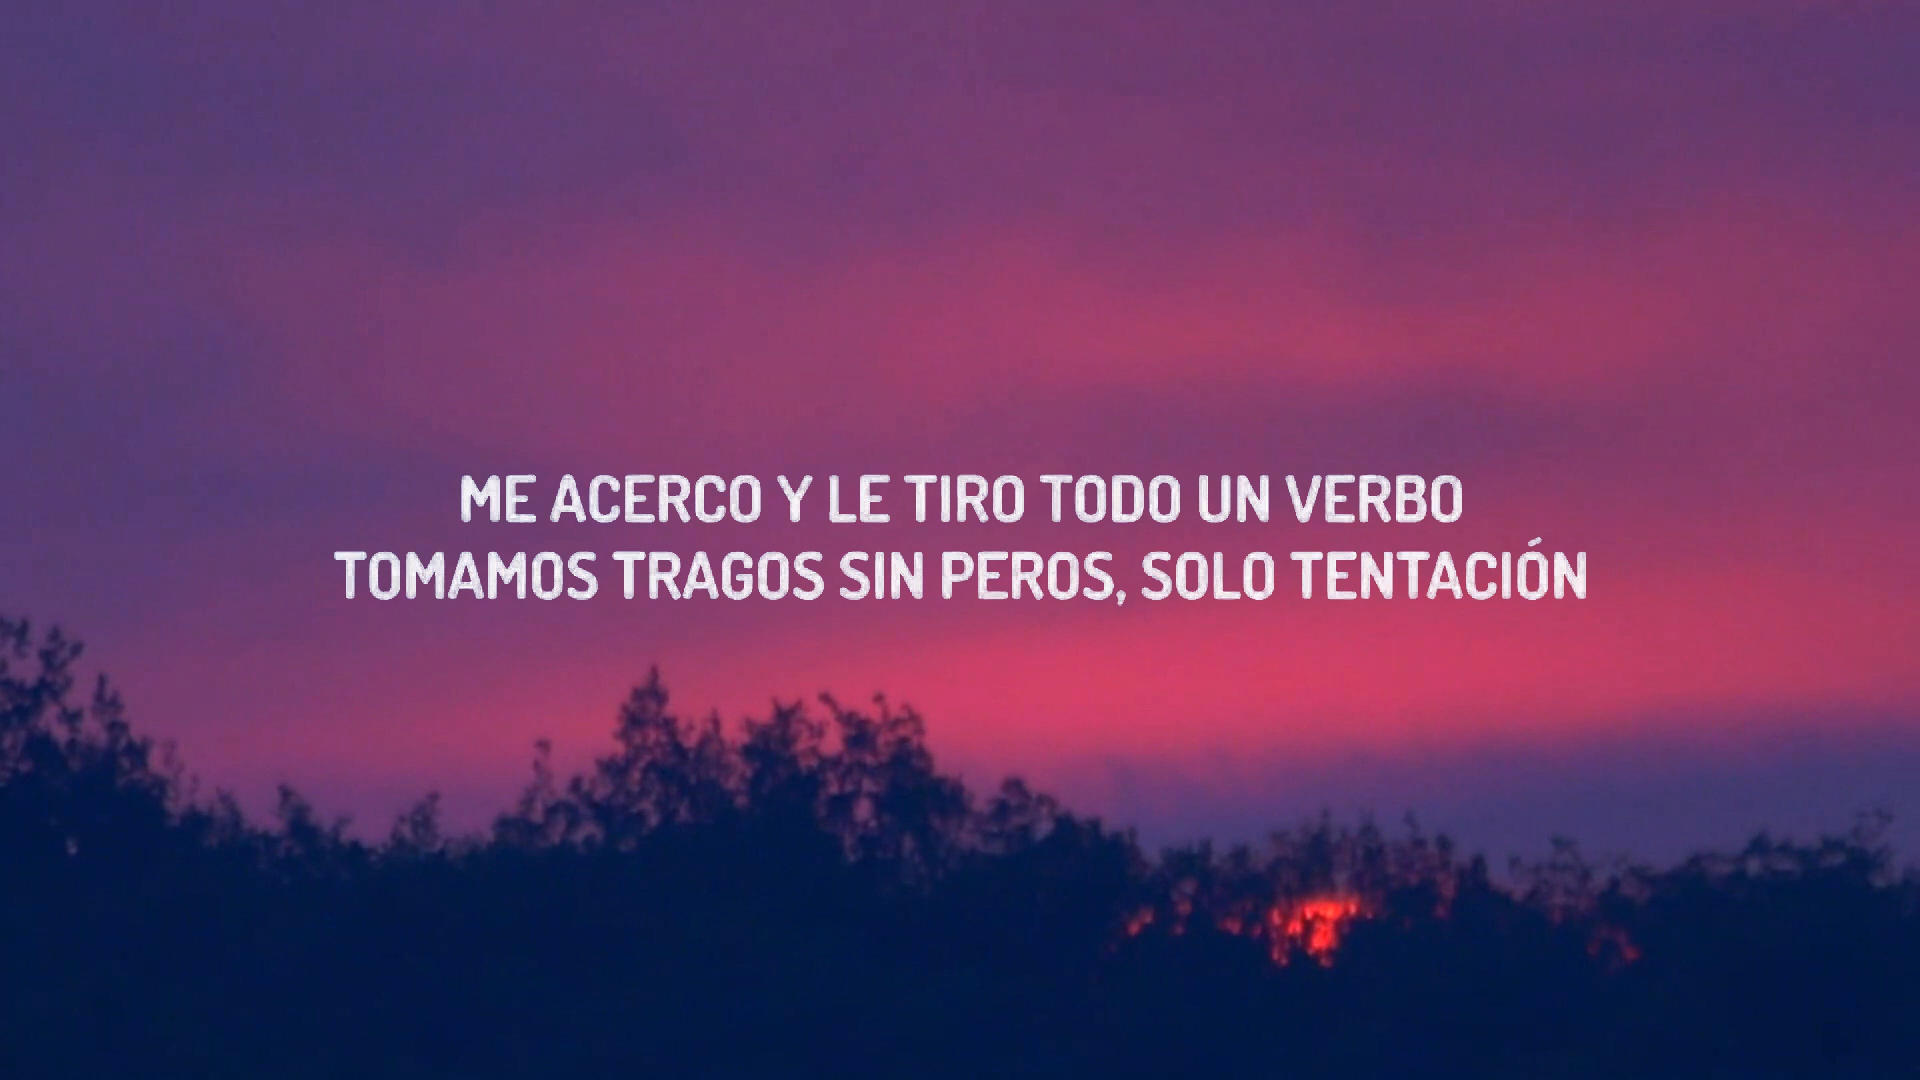 ME ACERCO Y LE TIRO TODO UN VERBO
TOMAMOS TRAGOS SIN PEROS, SOLO TENTACIÓN